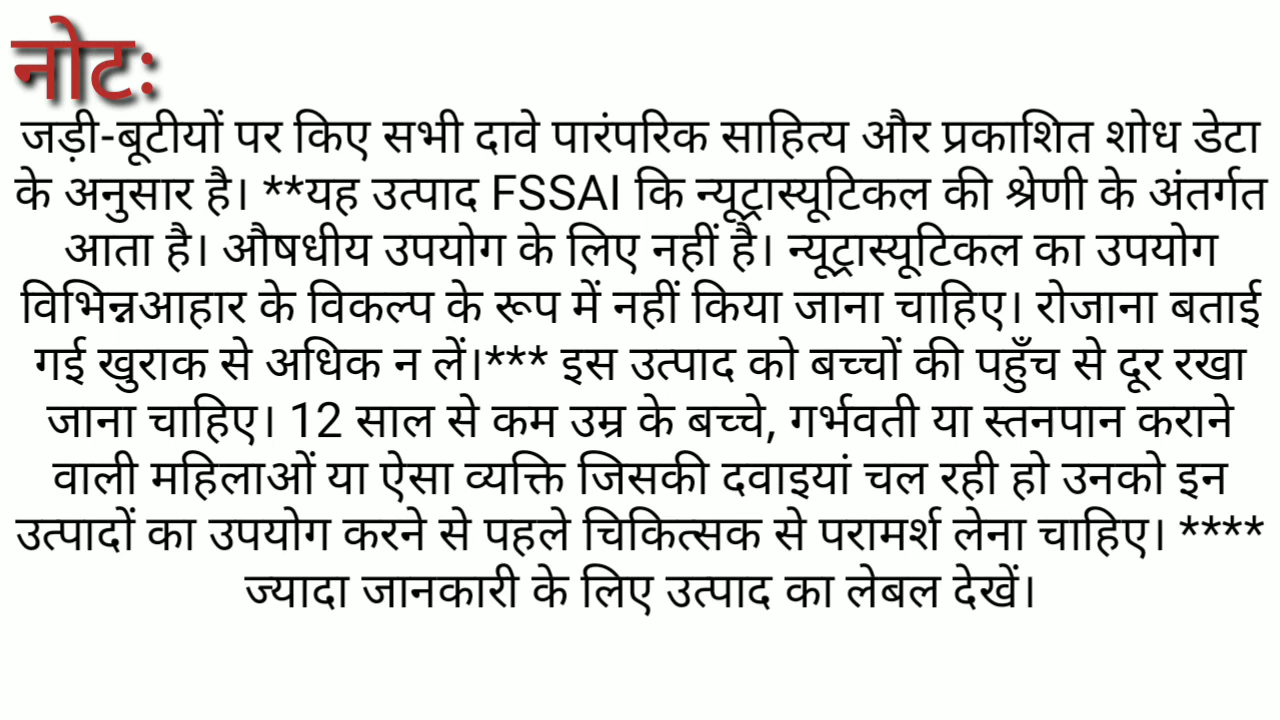 नोटः
जड़ी-बूटीयों पर किए सभी दावे पारंपरिक साहित्य और प्रकाशित शोध डेटा
के अनुसार है। **यह उत्पाद FSSAI कि न्यूट्रास्यूटिकल की श्रेणी के अंतर्गत
आता है। औषधीय उपयोग के लिए नहीं है। न्यूट्रास्यूटिकल का उपयोग
विभिन्नआहार के विकल्प के रूप में नहीं किया जाना चाहिए। रोजाना बताई
गई खुराक से अधिक न लें।*** इस उत्पाद को बच्चों की पहुँच से दूर रखा
जाना चाहिए। 12 साल से कम उम्र के बच्चे, गर्भवती या स्तनपान कराने
वाली महिलाओं या ऐसा व्यक्ति जिसकी दवाइयां चल रही हो उनको इन
उत्पादों का उपयोग करने से पहले चिकित्सक से परामर्श लेना चाहिए। ****
ज्यादा जानकारी के लिए उत्पाद का लेबल देखें।